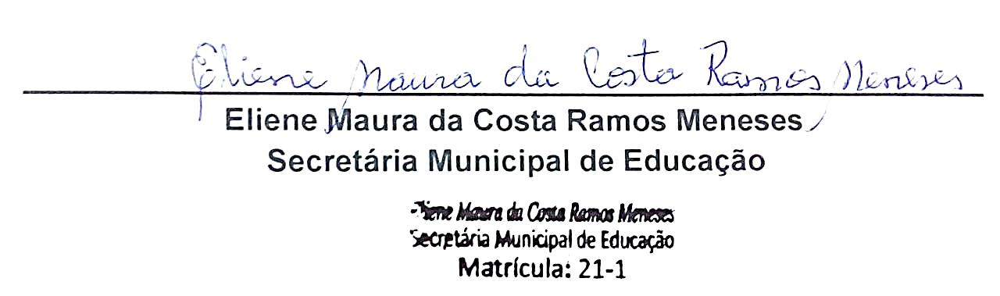 Eliene Maura da Costa Ramos Meneses
Eliene Maura da Costa Ramos Meneses
Secretária Municipal de Educação
Eliene Maura da Costa Ramos Meneses
Secretária Municipal de Educação
Matrícula: 21-1